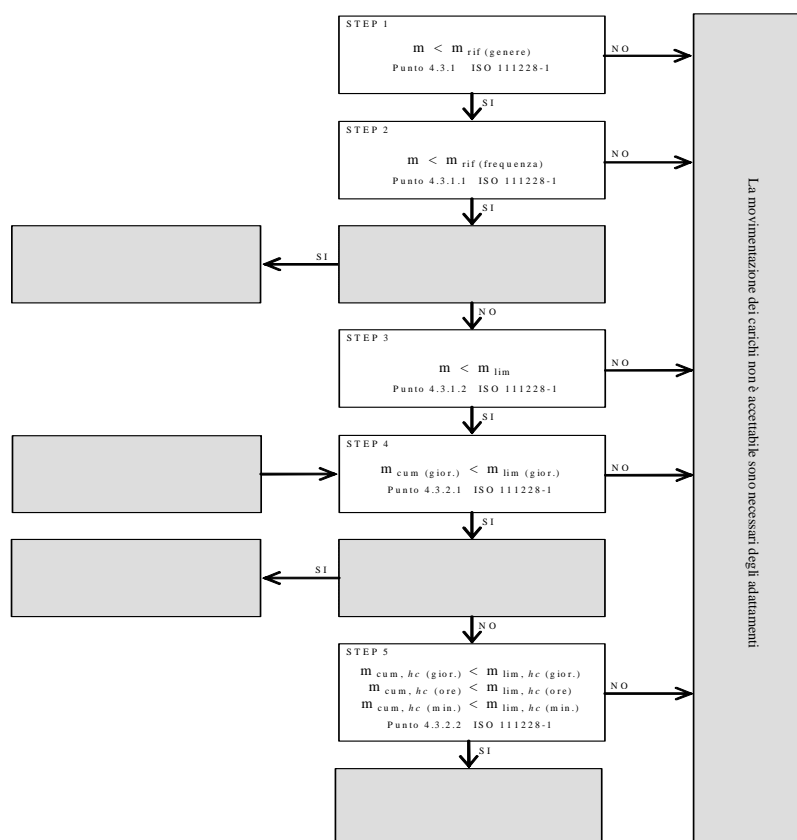 STEP 1
m < m rif (genere)
Punto 4.3.1 ISO 111228-1
NO
SI
STEP 2
m < m rif (frequenza)
Punto 4.3.1.1 ISO 111228-1
NO
SI
SI
NO
STEP 3
m < m lim
Punto 4.3.1.2 ISO 111228-1
NO
SI
STEP 4
m cum (gior.) < m lim (gior.)
Punto 4.3.2.1 ISO 111228-1
NO
SI
SI
NO
STEP 5
m cum, hc (gior.) < m lim, hc (gior.)
m cum, hc (ore) < m lim, hc (ore)
m cum, hc (min.) < m lim, hc (min.)
Punto 4.3.2.2 ISO 111228-1
NO
SI
La movimentazione dei carichi non è accettabile sono necessari degli adattamenti